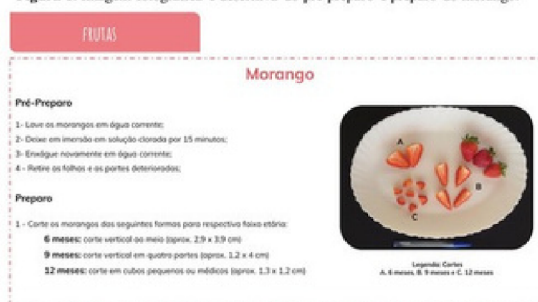 FRUTAS
Morango
Pré-Preparo
1- Lave os morangos em água corrente;
2- Deixe em imersão em solução clorada por 15 minutos;
3- Enxágue novamente em água corrente;
4 - Retire as folhas e as partes deterioradas;
Preparo
1 - Corte os morangos das seguintes formas para respectiva faixa etária:
6 meses: corte vertical ao meio (aprox. 2,9 x 3,9 cm)
9 meses: corte vertical em quatro partes (aprox. 1,2 x 4 cm)
12 meses: corte em cubos pequenos ou médios (aprox. 1,3 x 1,2 cm)
A
B
C
Legenda: Cortes
A. 6 meses, B. 9 meses e C. 12 meses